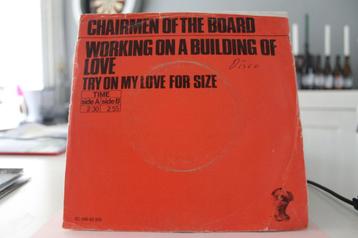 CHAIRMEN OF THE BOARD
WORKING ON A BUILDING OF
LOVE
Disco
TRY ON MY LOVE FOR SIZE
TIME
side A side B
2:30 2:55